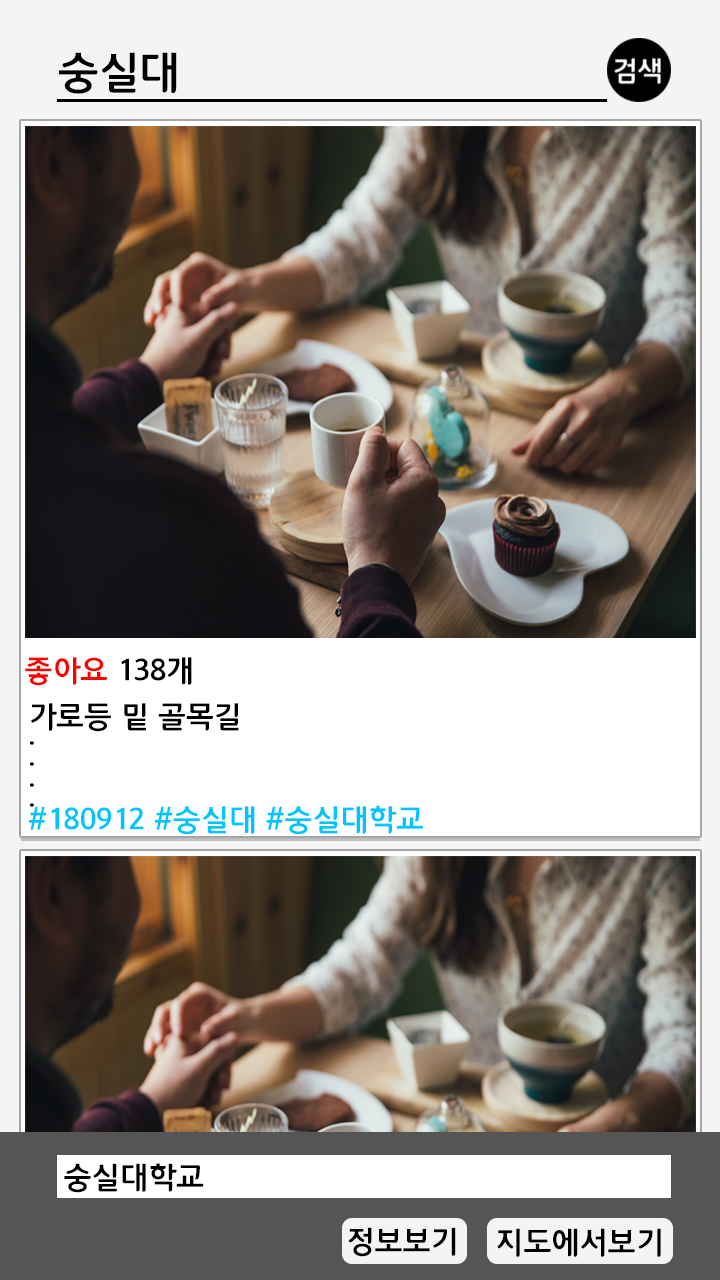 숭실대 검색
좋아요 138개
가로등 밑 골목길
.
.
.
.
#180912 #숭실대 #숭실대학교
숭실대학교
정보보기 지도에서보기